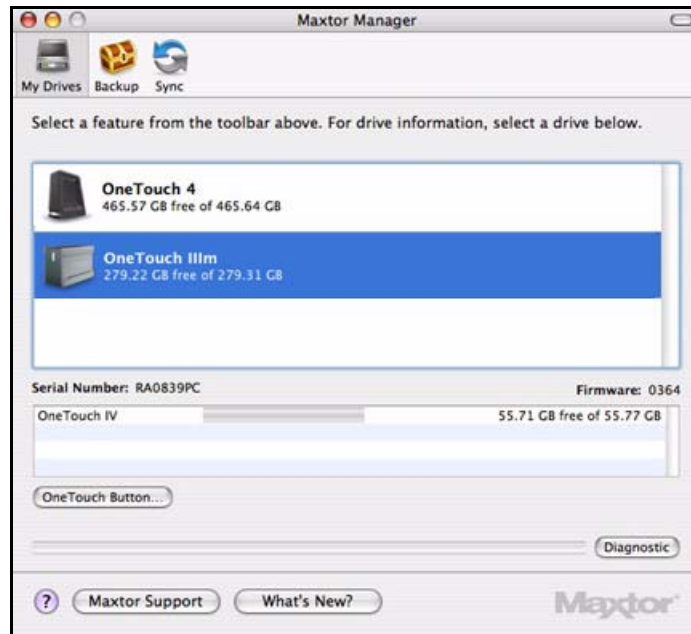 Maxtor Manager
My Drives Backup Sync
Select a feature from the toolbar above. For drive information, select a drive below.
OneTouch 4
465.57 GB free of 465.64 GB
OneTouch IIIm
279.22 GB free of 279.31 GB
Serial Number: RA0839PC Firmware: 0364
OneTouch IV 55.71 GB free of 55.77 GB
OneTouch Button...
Diagnostic
? Maxtor Support What's New? Maxtor